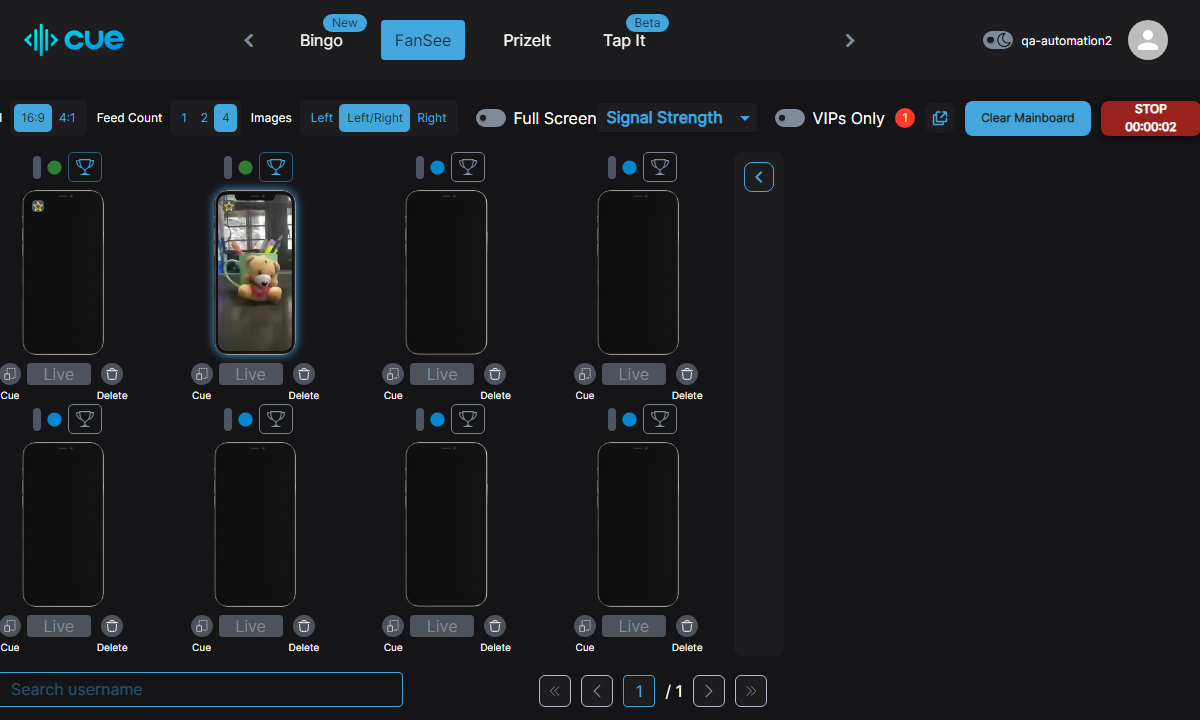 cue
New
Bingo
FanSee
PrizeIt
Beta
Tap It
qa-automation2
16:9
4:1
Feed Count
1
2
4
Images
Left
Left/Right
Right
Full Screen
Signal Strength
VIPs Only
1
Clear Mainboard
STOP
00:00:02
Live
Live
Live
Live
Cue
Delete
Cue
Delete
Cue
Delete
Cue
Delete
Live
Live
Live
Live
Cue
Delete
Cue
Delete
Cue
Delete
Cue
Delete
Search username
1
/ 1